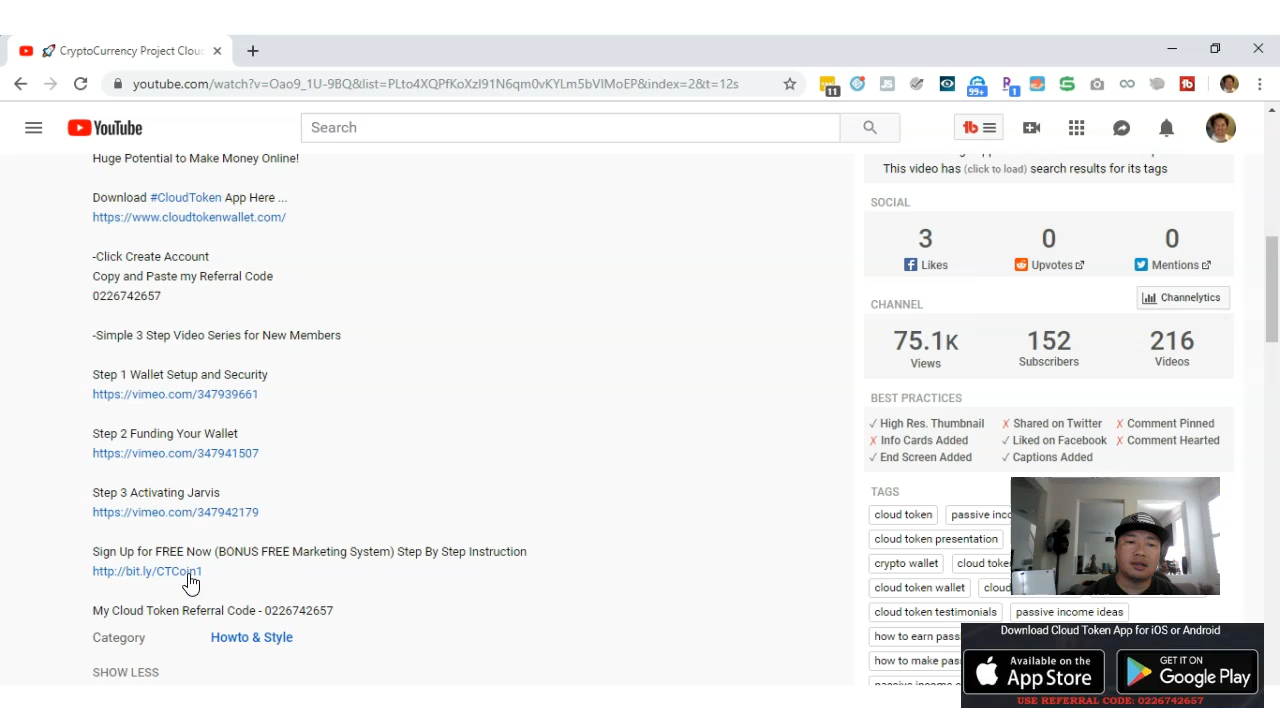 CryptoCurrency Project Clou
youtube.com/watch?v=Oao9_1U-9BQ&list=PLto4XQPfKoXzI91N6qm0vKYLm5bVIMoEP&index=2&t=12s
11
JS
99+
1
YouTube
Search
Huge Potential to Make Money Online!
Download #CloudToken App Here ...
https://www.cloudtokenwallet.com/
-Click Create Account
Copy and Paste my Referral Code
0226742657
-Simple 3 Step Video Series for New Members
Step 1 Wallet Setup and Security
https://vimeo.com/347939661
Step 2 Funding Your Wallet
https://vimeo.com/347941507
Step 3 Activating Jarvis
https://vimeo.com/347942179
Sign Up for FREE Now (BONUS FREE Marketing System) Step By Step Instruction
http://bit.ly/CTCoin1
My Cloud Token Referral Code - 0226742657
Category Howto & Style
SHOW LESS
This video has (click to load) search results for its tags
SOCIAL
3 0 0
Likes Upvotes Mentions
CHANNEL
Channelytics
75.1K 152 216
Views Subscribers Videos
BEST PRACTICES
✓ High Res. Thumbnail ✗ Shared on Twitter ✗ Comment Pinned
✗ Info Cards Added ✓ Liked on Facebook ✗ Comment Hearted
✓ End Screen Added ✓ Captions Added
TAGS
cloud token passive inc
cloud token presentation
crypto wallet cloud toke
cloud token wallet clou
cloud token testimonials passive income ideas
how to earn pass
how to make pas
Download Cloud Token App for iOS or Android
Available on the App Store
GET IT ON Google Play
USE REFERRAL CODE: 0226742657